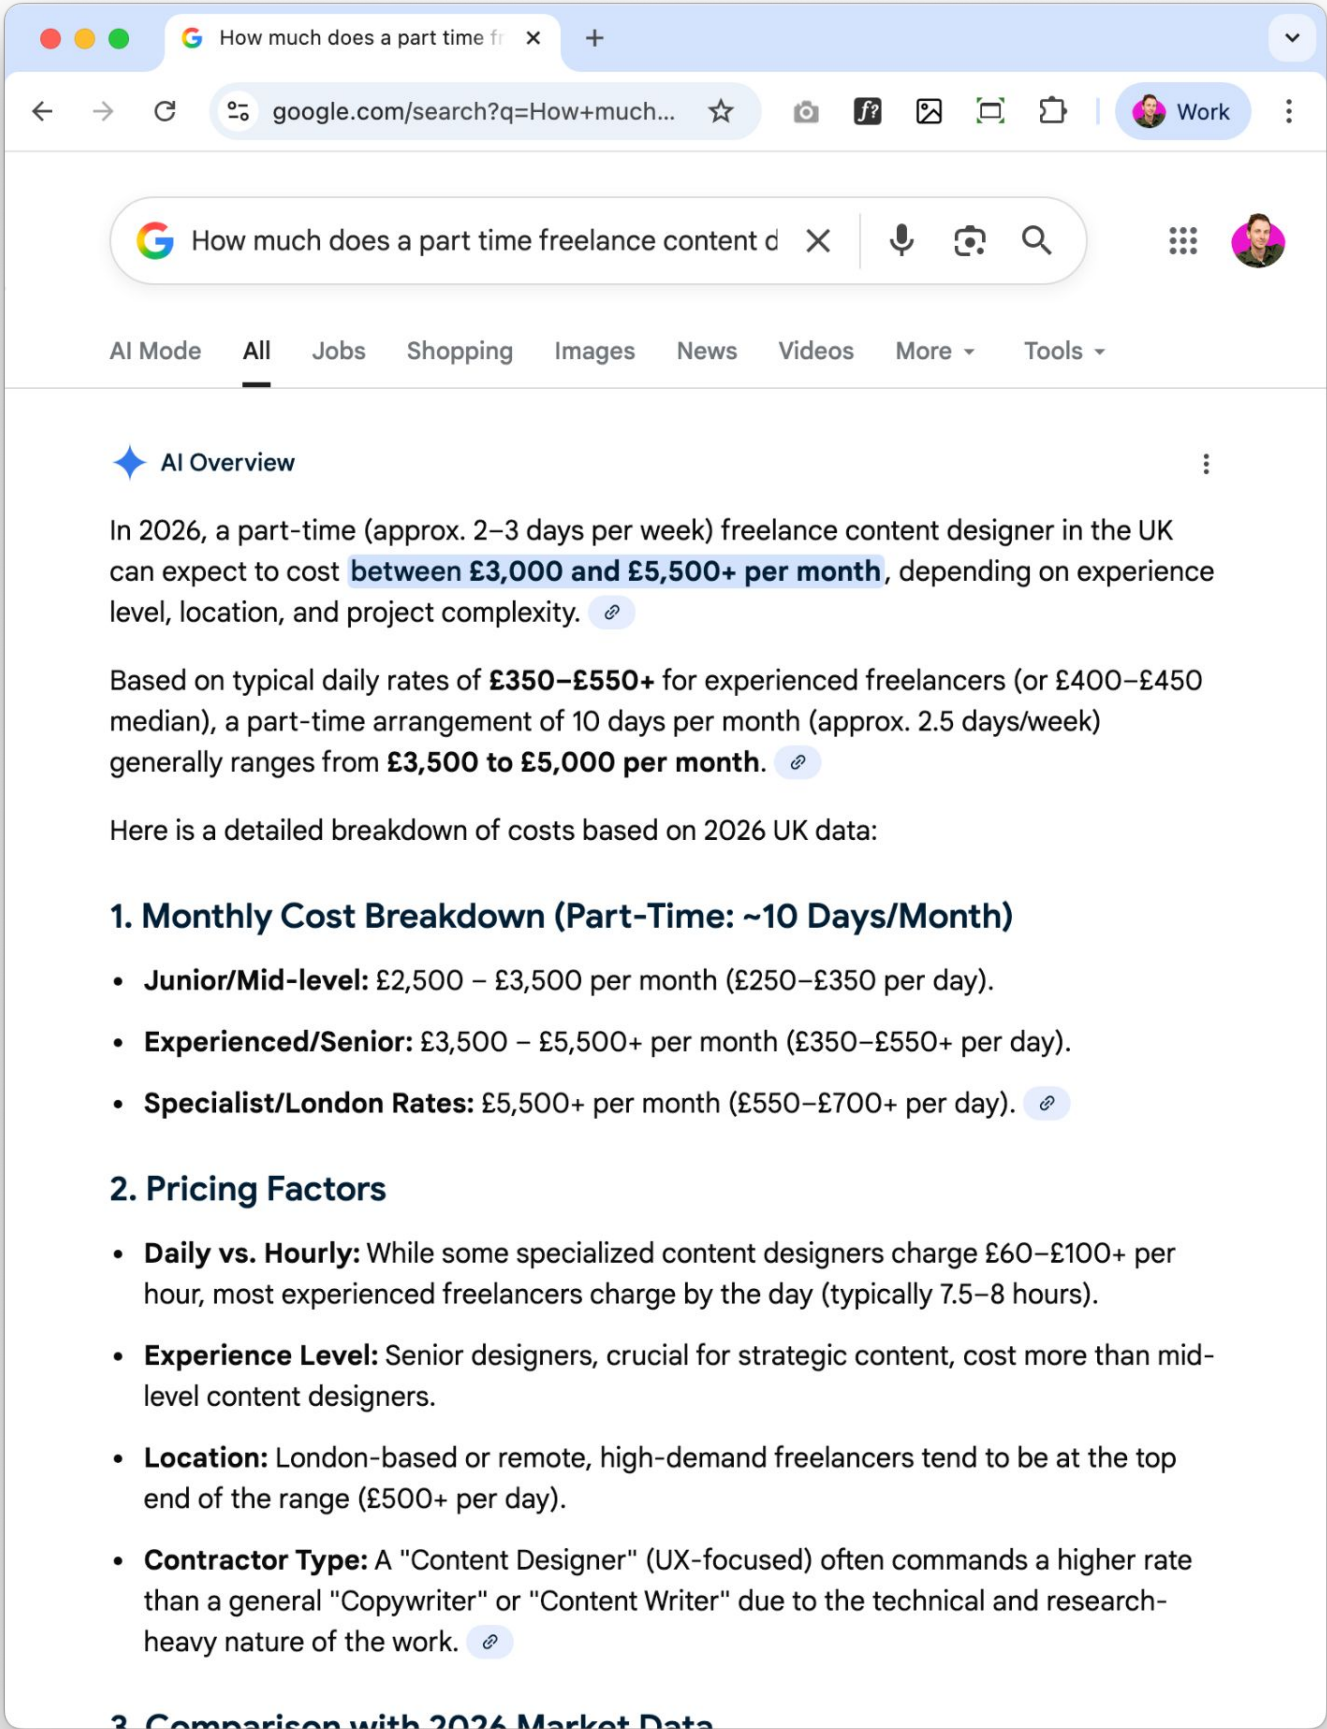 How much does a part time fr
google.com/search?q=How+much...
f?
Work
How much does a part time freelance content d
AI Mode
All
Jobs
Shopping
Images
News
Videos
More
Tools
AI Overview
In 2026, a part-time (approx. 2–3 days per week) freelance content designer in the UK
can expect to cost between £3,000 and £5,500+ per month, depending on experience
level, location, and project complexity.
Based on typical daily rates of £350–£550+ for experienced freelancers (or £400–£450
median), a part-time arrangement of 10 days per month (approx. 2.5 days/week)
generally ranges from £3,500 to £5,000 per month.
Here is a detailed breakdown of costs based on 2026 UK data:
1. Monthly Cost Breakdown (Part-Time: ~10 Days/Month)
• Junior/Mid-level: £2,500 – £3,500 per month (£250–£350 per day).
• Experienced/Senior: £3,500 – £5,500+ per month (£350–£550+ per day).
• Specialist/London Rates: £5,500+ per month (£550–£700+ per day).
2. Pricing Factors
• Daily vs. Hourly: While some specialized content designers charge £60–£100+ per
hour, most experienced freelancers charge by the day (typically 7.5–8 hours).
• Experience Level: Senior designers, crucial for strategic content, cost more than mid-
level content designers.
• Location: London-based or remote, high-demand freelancers tend to be at the top
end of the range (£500+ per day).
• Contractor Type: A "Content Designer" (UX-focused) often commands a higher rate
than a general "Copywriter" or "Content Writer" due to the technical and research-
heavy nature of the work.
3. Comparison with 2026 Market Data